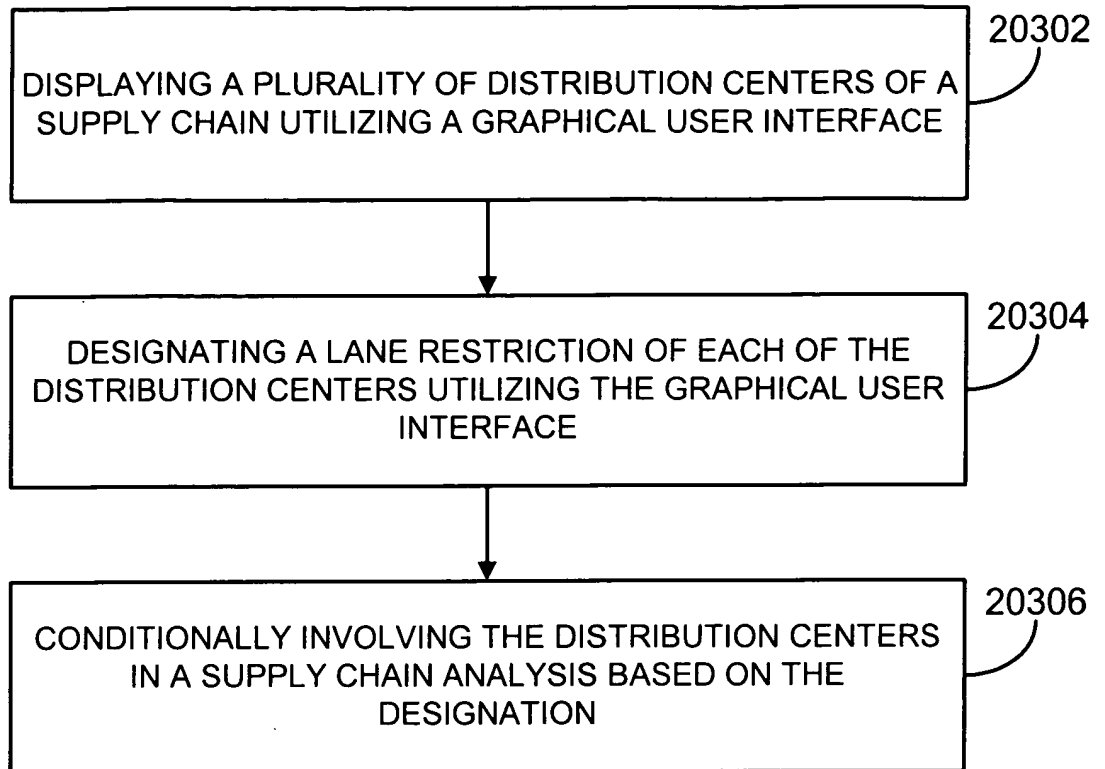 20302
DISPLAYING A PLURALITY OF DISTRIBUTION CENTERS OF A
SUPPLY CHAIN UTILIZING A GRAPHICAL USER INTERFACE
20304
DESIGNATING A LANE RESTRICTION OF EACH OF THE
DISTRIBUTION CENTERS UTILIZING THE GRAPHICAL USER
INTERFACE
20306
CONDITIONALLY INVOLVING THE DISTRIBUTION CENTERS
IN A SUPPLY CHAIN ANALYSIS BASED ON THE
DESIGNATION